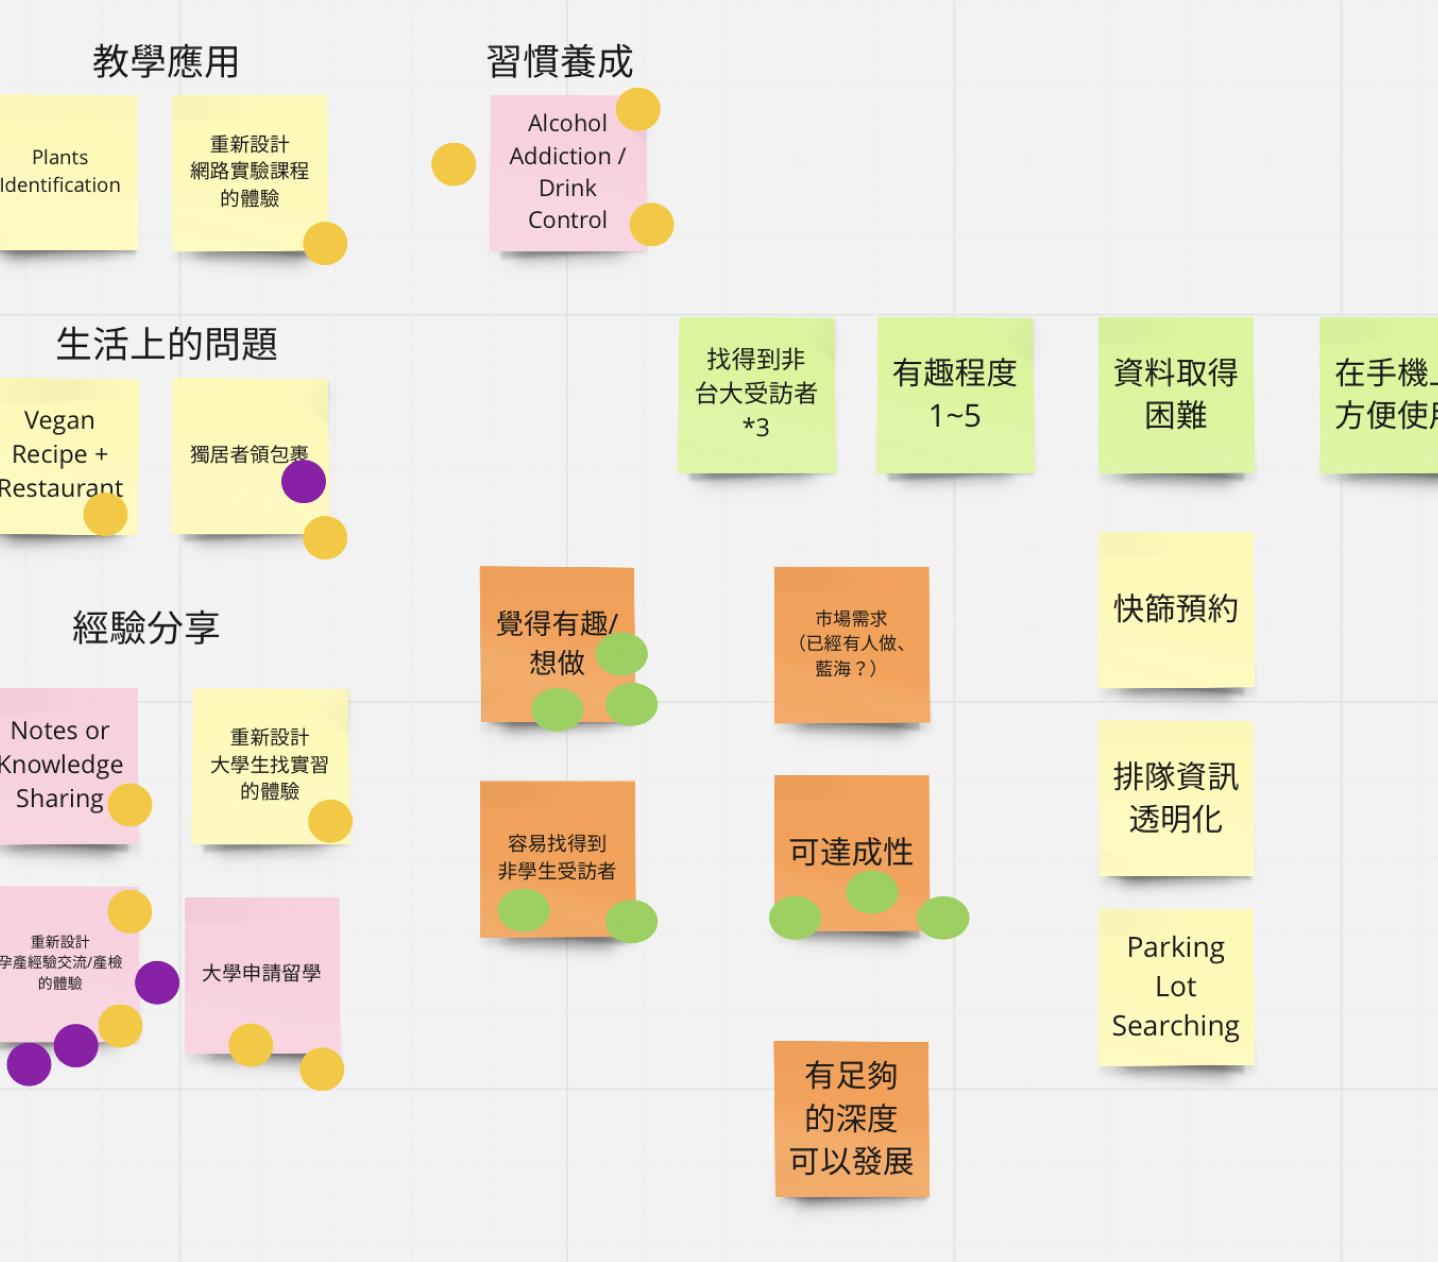 教學應用
習慣養成
Plants
Identification
重新設計
網路實驗課程
的體驗
Alcohol
Addiction /
Drink
Control
生活上的問題
Vegan
Recipe +
Restaurant
獨居者領包裹
找得到非
台大受訪者
*3
有趣程度
1~5
資料取得
困難
在手機上
方便使用
經驗分享
Notes or
Knowledge
Sharing
重新設計
大學生找實習
的體驗
重新設計
孕產經驗交流/產檢
的體驗
大學申請留學
覺得有趣/
想做
市場需求
（已經有人做、
藍海？）
容易找得到
非學生受訪者
可達成性
有足夠
的深度
可以發展
快篩預約
排隊資訊
透明化
Parking
Lot
Searching